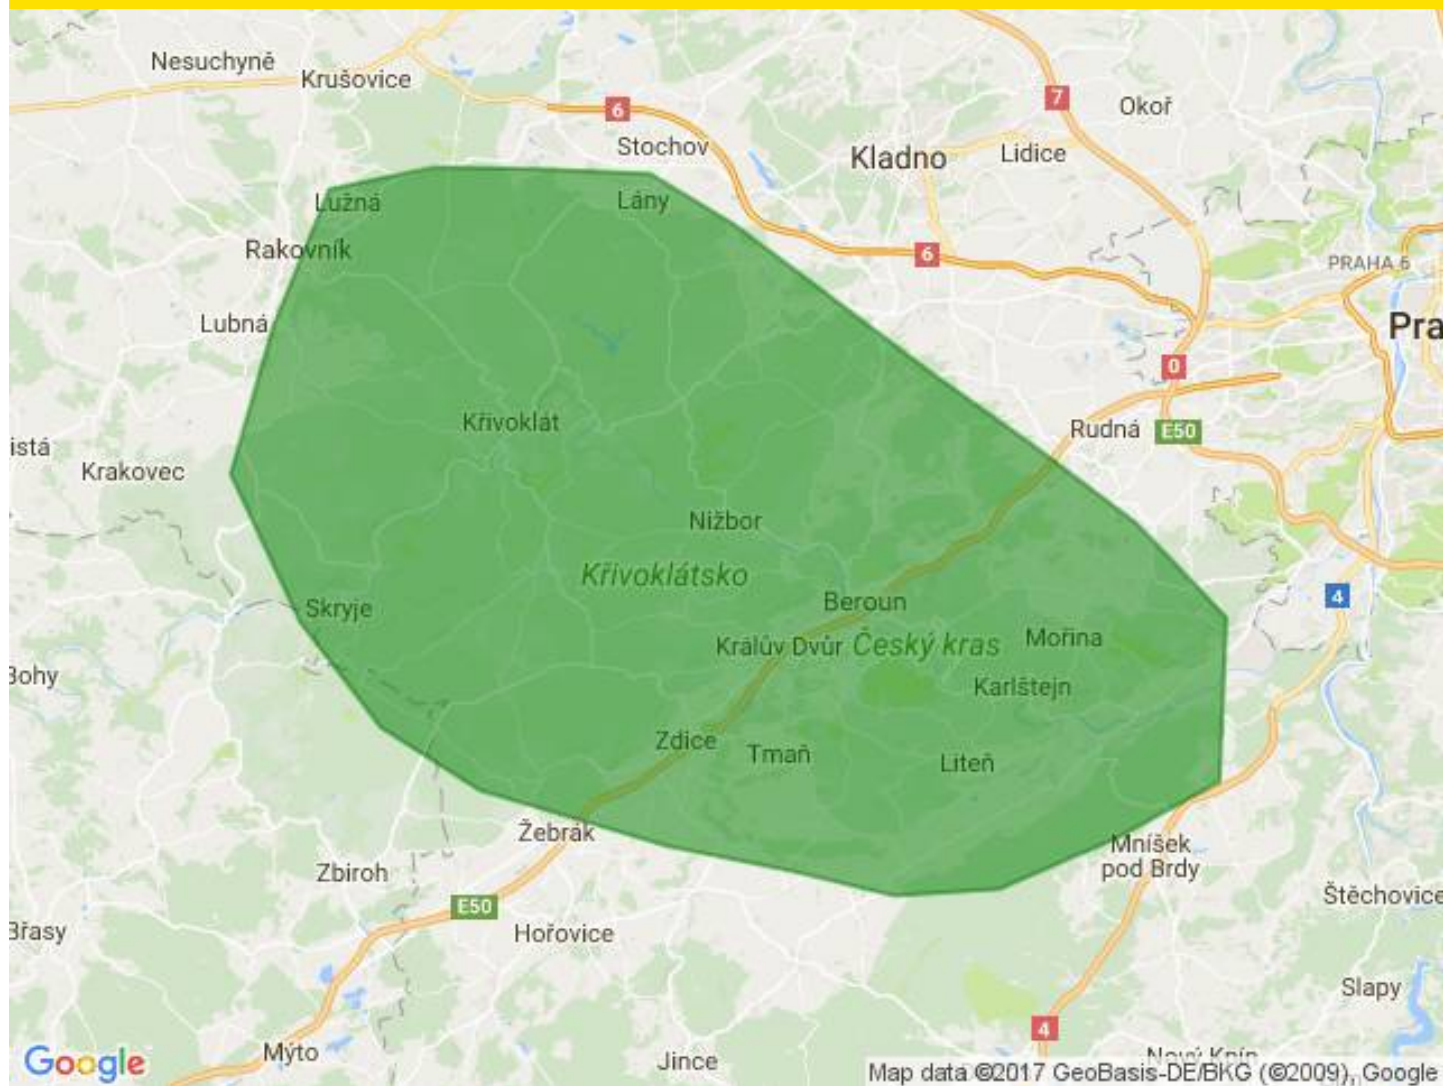 Nesuchyně
Krušovice
6
7
Okoř
Stochov
Kladno
Lidice
Lužná
Lány
Rakovník
6
PRAHA 6
Lubná
Pra
0
Křivoklát
Rudná
E50
istá
Krakovec
Nižbor
Křivoklátsko
4
Skryje
Beroun
Králův Dvůr
Český kras
Mořina
Bohy
Karlštejn
Zdice
Tmaň
Liteň
Žebrák
Mníšek
pod Brdy
Zbiroh
Štěchovice
E50
Břasy
Hořovice
Slapy
4
Google
Mýto
Jince
Nový Knín
Map data ©2017 GeoBasis-DE/BKG (©2009), Google